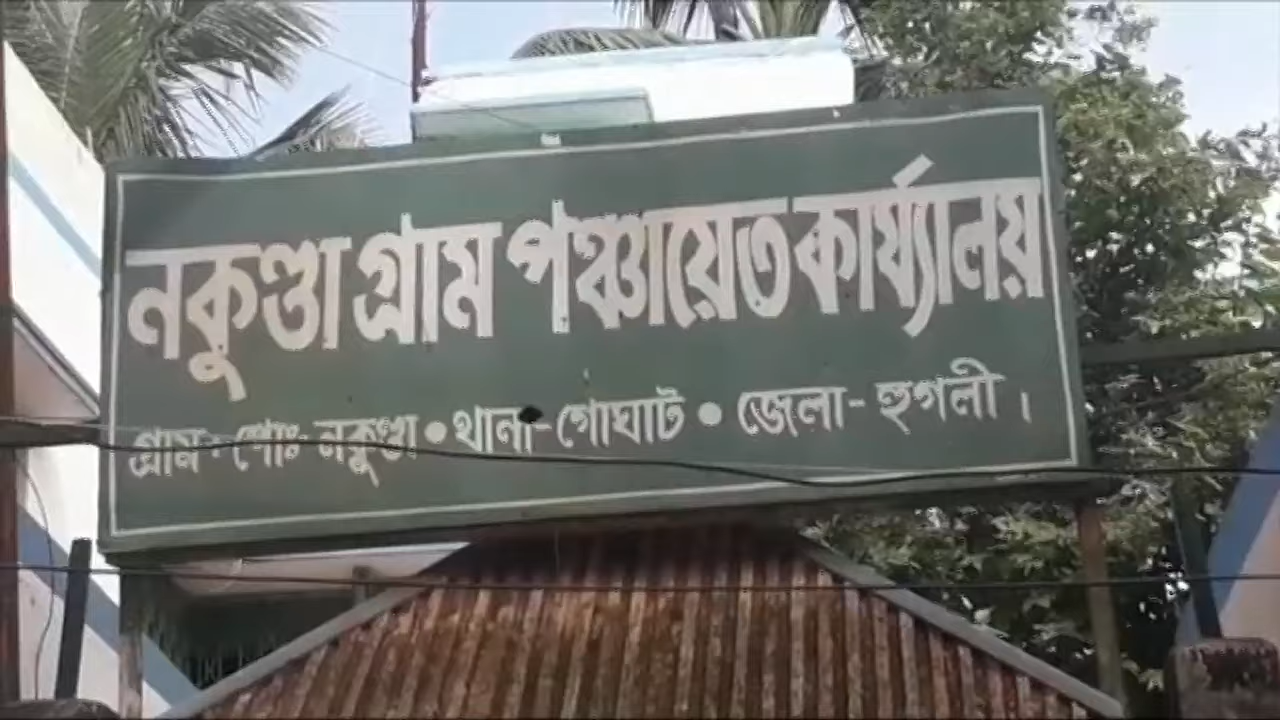 নকুণ্ডা গ্রাম পঞ্চায়েত কার্য্যালয়
গ্রাম・পোঃ নকুণ্ডা • থানা-গোঘাট • জেলা-হুগলী।